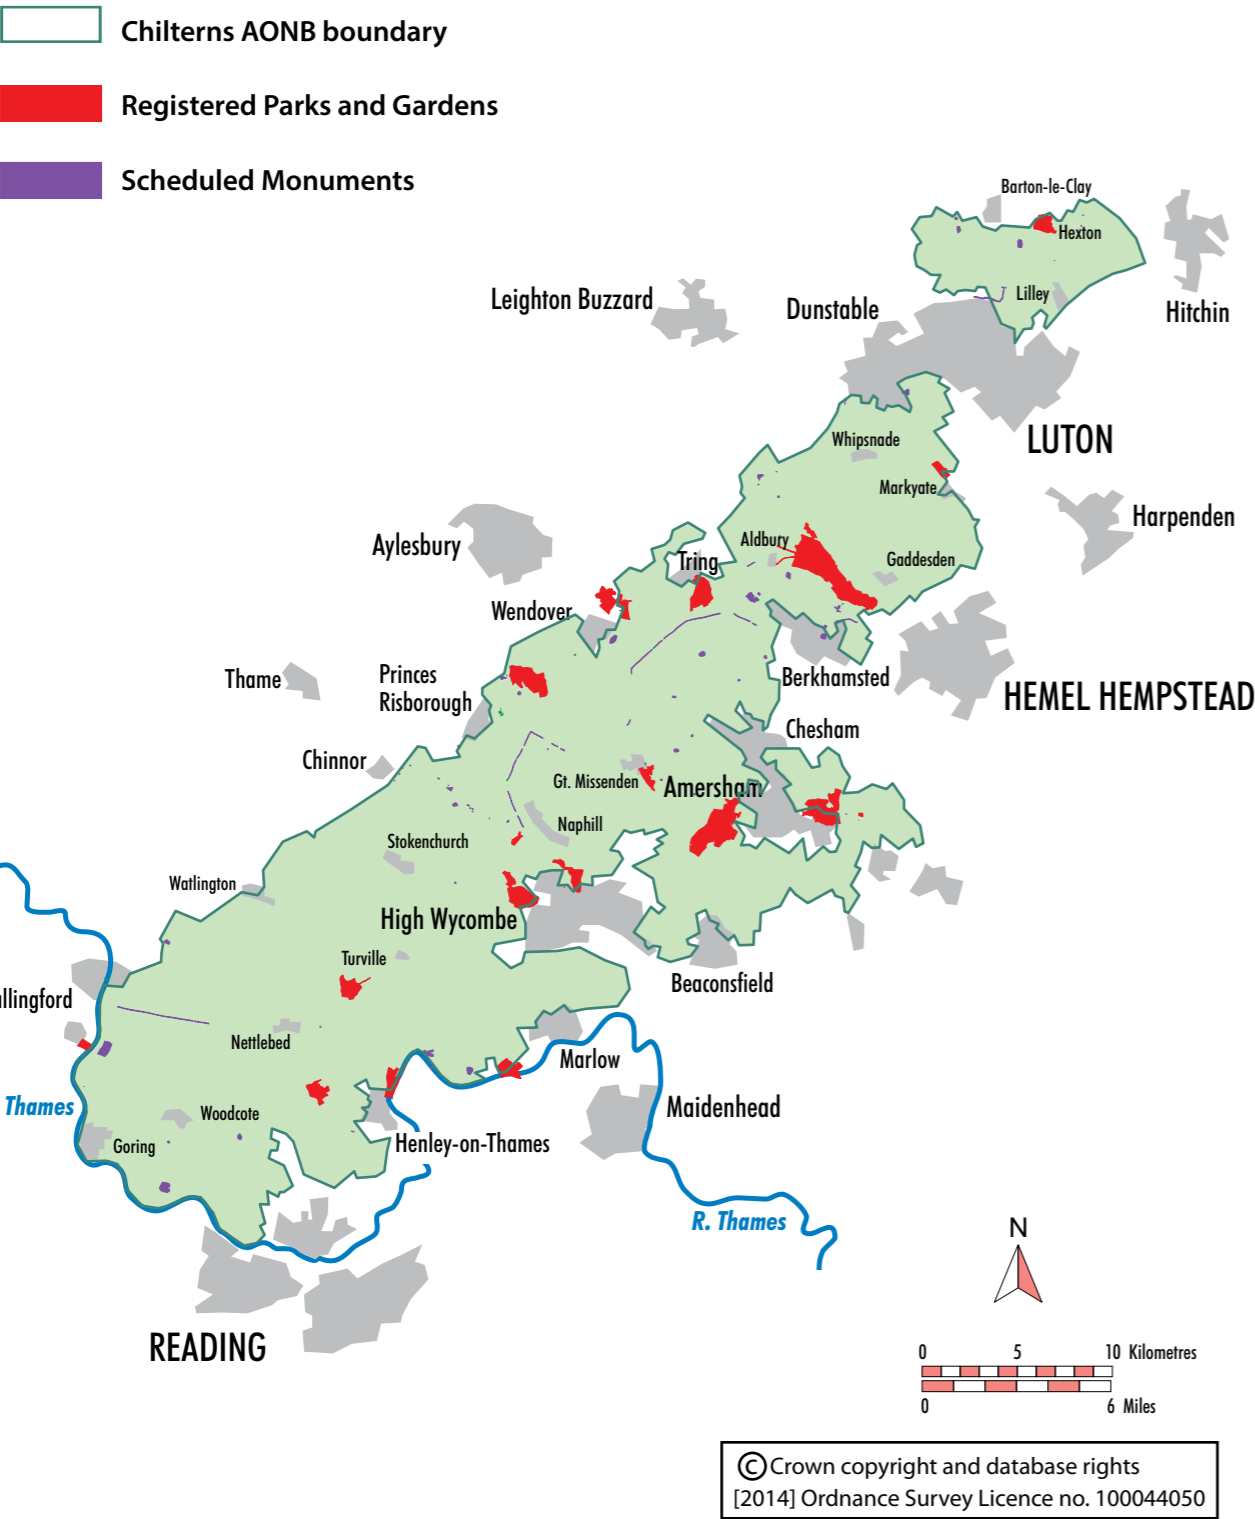 Chilterns AONB boundary
Registered Parks and Gardens
Scheduled Monuments
Barton-le-Clay
Hexton
Leighton Buzzard
Dunstable
Lilley
Hitchin
LUTON
Whipsnade
Markyate
Harpenden
Aylesbury
Aldbury
Tring
Gaddesden
Wendover
Thame
Princes
Risborough
Berkhamsted
HEMEL HEMPSTEAD
Chesham
Chinnor
Gt. Missenden
Amersham
Naphill
Stokenchurch
Watlington
High Wycombe
Turville
Beaconsfield
llingford
Nettlebed
Marlow
Thames
Woodcote
Maidenhead
Goring
Henley-on-Thames
R. Thames
N
READING
0 5 10 Kilometres
0 6 Miles
© Crown copyright and database rights
[2014] Ordnance Survey Licence no. 100044050